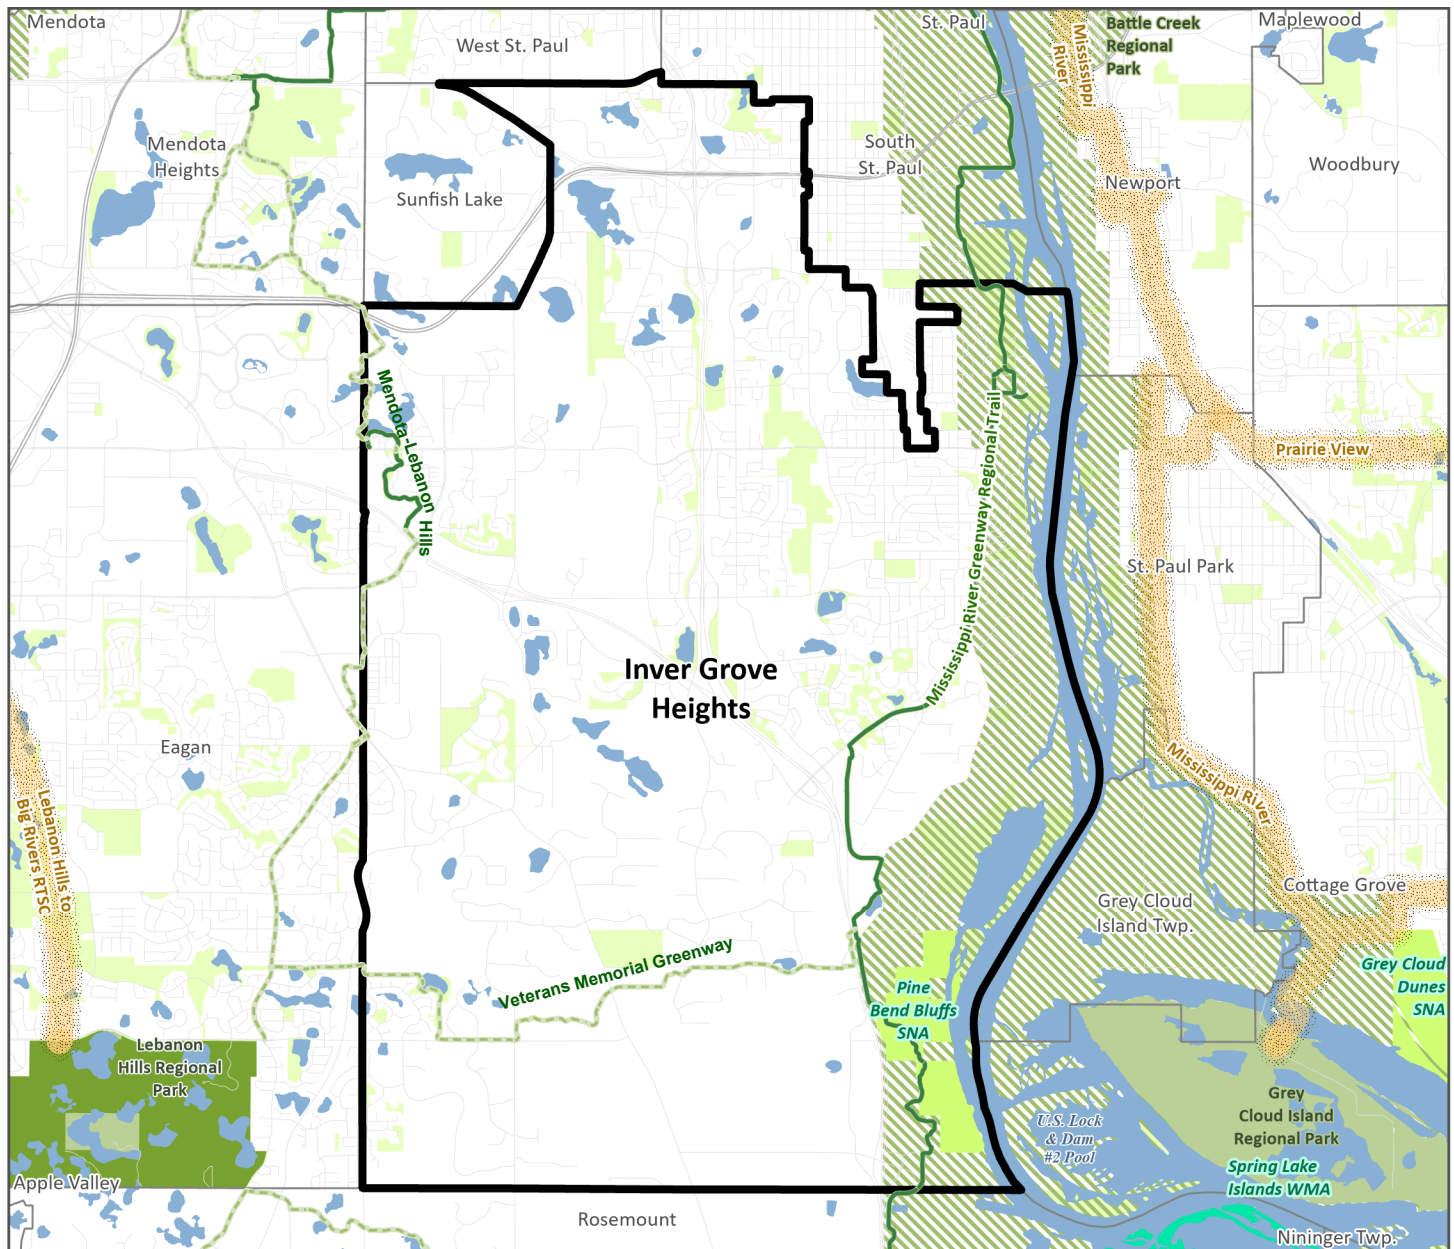 Mendota
West St. Paul
St. Paul
Battle Creek
Regional
Park
Maplewood
Mississippi
River
Mendota
Heights
Sunfish Lake
South
St. Paul
Newport
Woodbury
Mendota-Lebanon
Hills
Mississippi River Greenway Regional Trail
Prairie View
St. Paul Park
Inver Grove
Heights
Eagan
Mississippi River
Lebanon Hills to
Big Rivers RTSC
Cottage Grove
Grey Cloud
Island Twp.
Veterans Memorial Greenway
Pine
Bend Bluffs
SNA
Grey Cloud
Dunes
SNA
Lebanon
Hills Regional
Park
Grey
Cloud Island
Regional Park
U.S. Lock
& Dam
#2 Pool
Spring Lake
Islands WMA
Apple Valley
Rosemount
Nininger Twp.